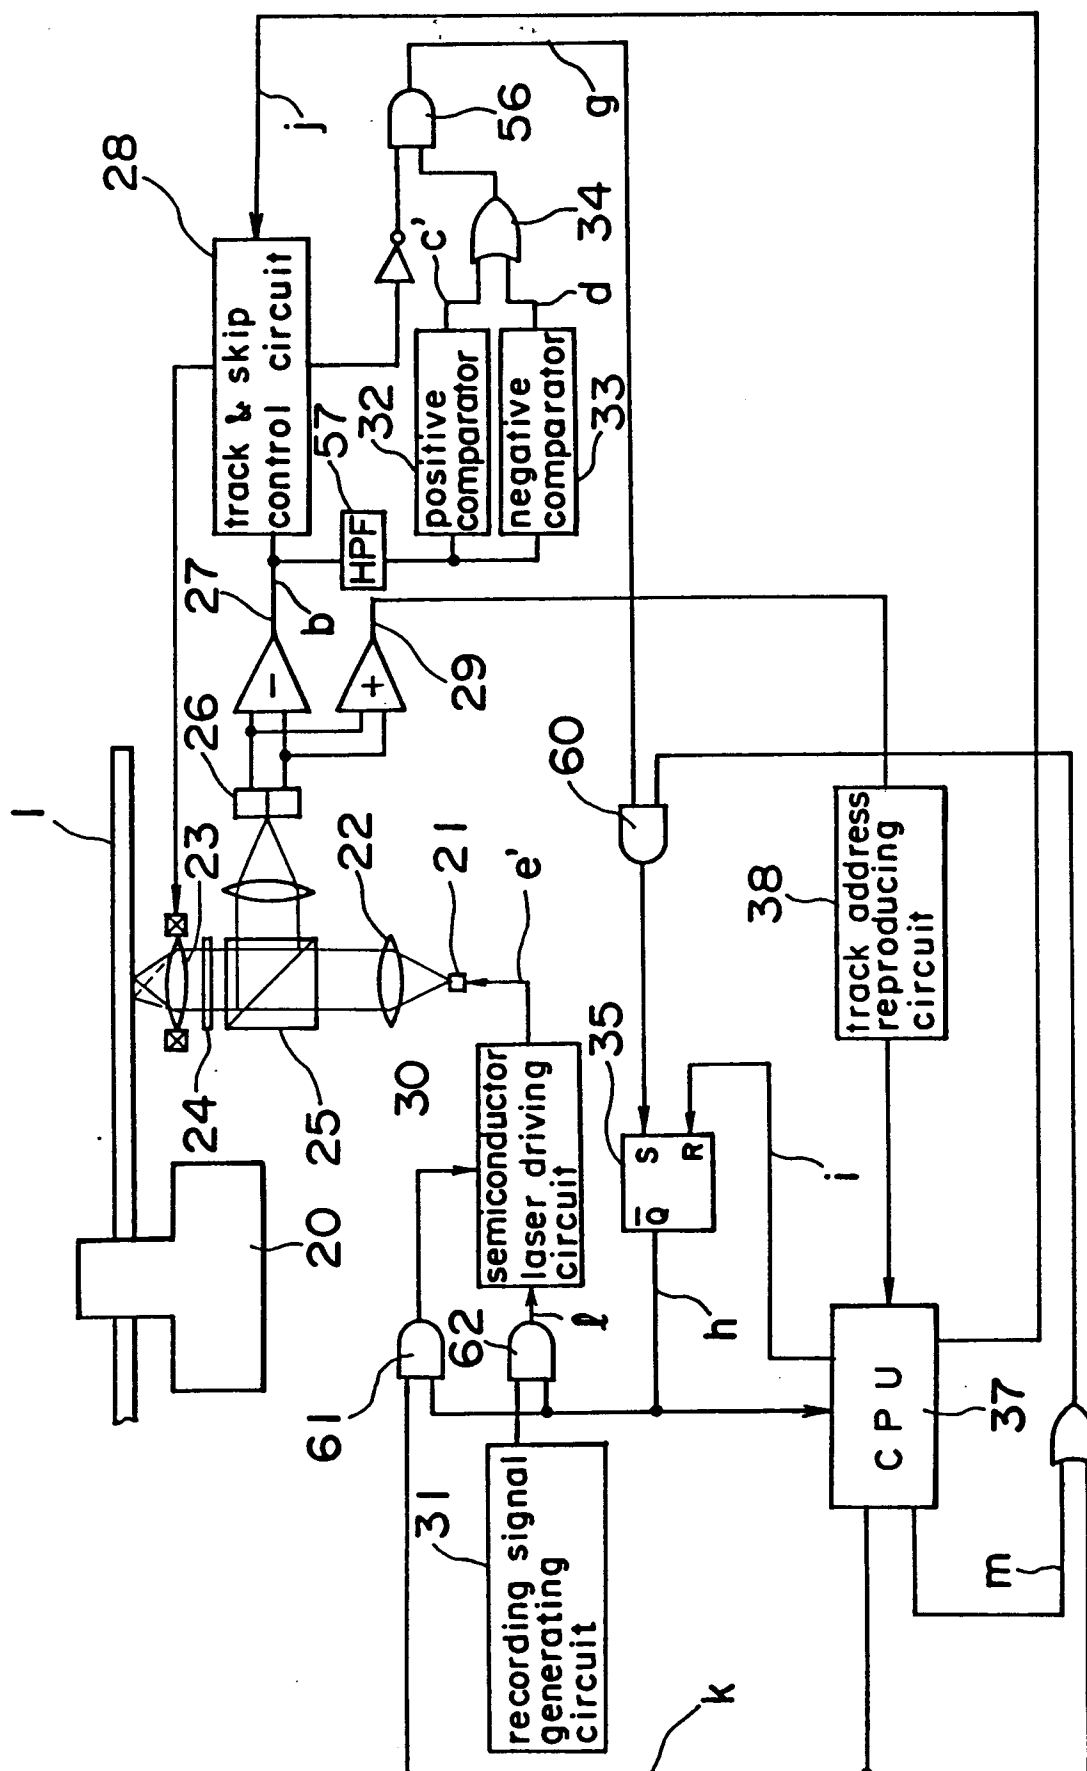 1
20
24
25
23
22
21
e'
26
27
b
29
28
track & skip
control circuit
j
57
HPF
32
positive
comparator
c'
negative
comparator
33
d
34
56
g
30
semiconductor
laser driving
circuit
61
62
ℓ
31
recording signal
generating
circuit
60
35
S
R
Q̅
h
i
38
track address
reproducing
circuit
CPU
37
m
k
+
−